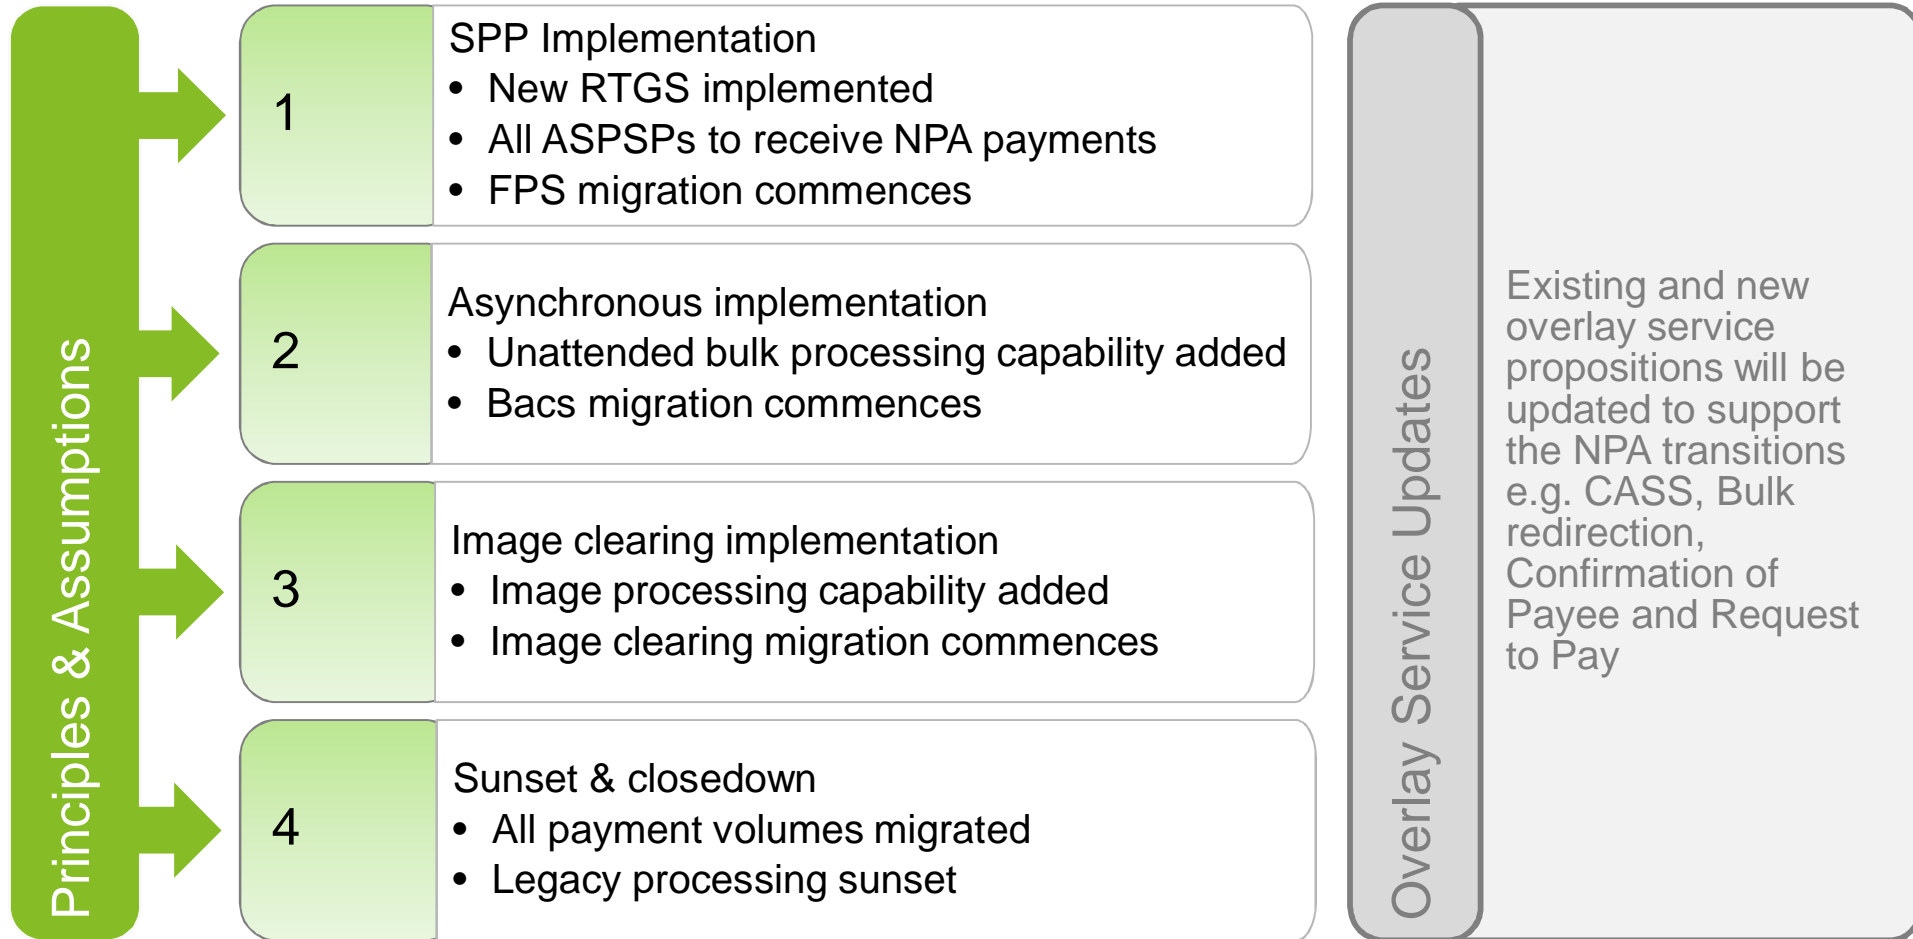 Principles & Assumptions
1
SPP Implementation
• New RTGS implemented
• All ASPSPs to receive NPA payments
• FPS migration commences
2
Asynchronous implementation
• Unattended bulk processing capability added
• Bacs migration commences
3
Image clearing implementation
• Image processing capability added
• Image clearing migration commences
4
Sunset & closedown
• All payment volumes migrated
• Legacy processing sunset
Overlay Service Updates
Existing and new
overlay service
propositions will be
updated to support
the NPA transitions
e.g. CASS, Bulk
redirection,
Confirmation of
Payee and Request
to Pay